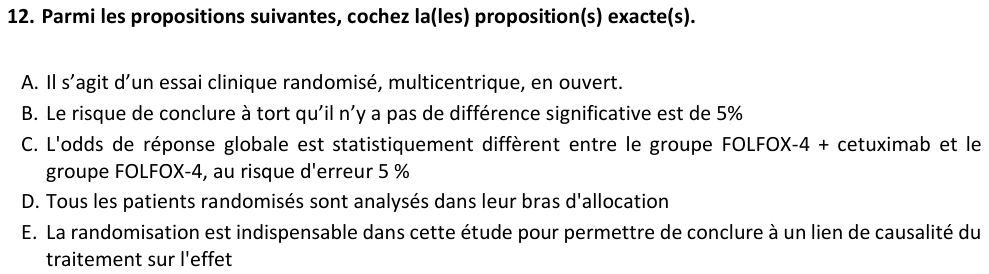 12. Parmi les propositions suivantes, cochez la(les) proposition(s) exacte(s).
A. Il s’agit d’un essai clinique randomisé, multicentrique, en ouvert.
B. Le risque de conclure à tort qu’il n’y a pas de différence significative est de 5%
C. L'odds de réponse globale est statistiquement diffèrent entre le groupe FOLFOX-4 + cetuximab et le
groupe FOLFOX-4, au risque d'erreur 5 %
D. Tous les patients randomisés sont analysés dans leur bras d'allocation
E. La randomisation est indispensable dans cette étude pour permettre de conclure à un lien de causalité du
traitement sur l'effet